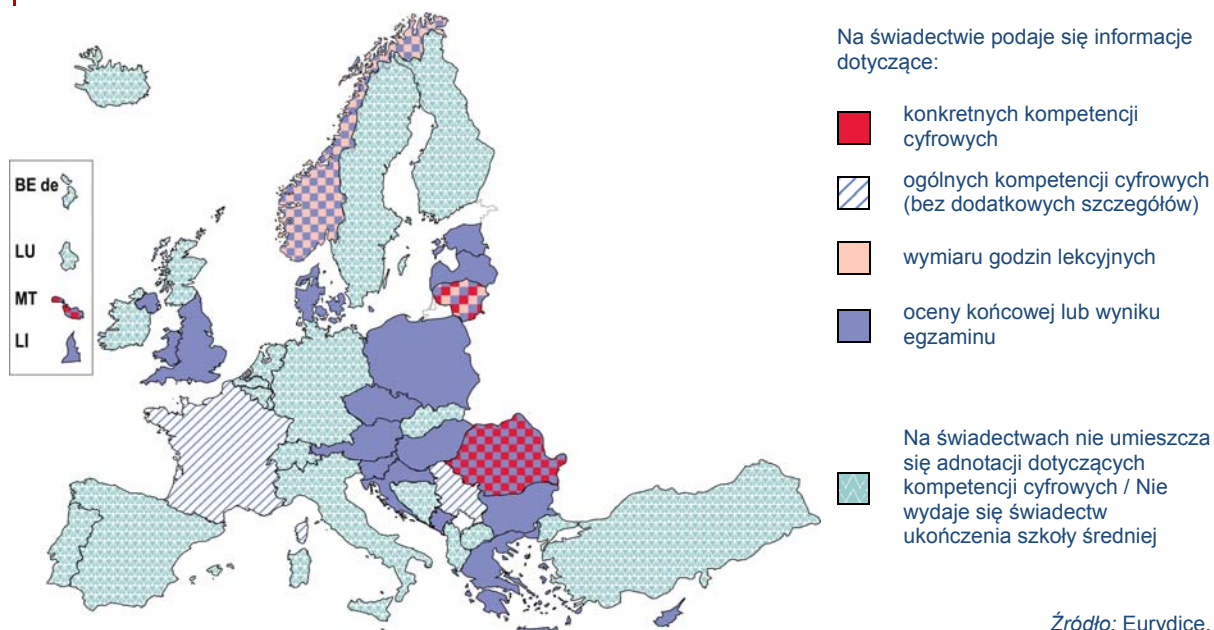 Na świadectwie podaje się informacje
dotyczące:
konkretnych kompetencji
cyfrowych
ogólnych kompetencji cyfrowych
(bez dodatkowych szczegółów)
wymiaru godzin lekcyjnych
oceny końcowej lub wyniku
egzaminu
Na świadectwach nie umieszcza
się adnotacji dotyczących
kompetencji cyfrowych / Nie
wydaje się świadectw
ukończenia szkoły średniej
Źródło: Eurydice.
BE de
LU
MT
LI